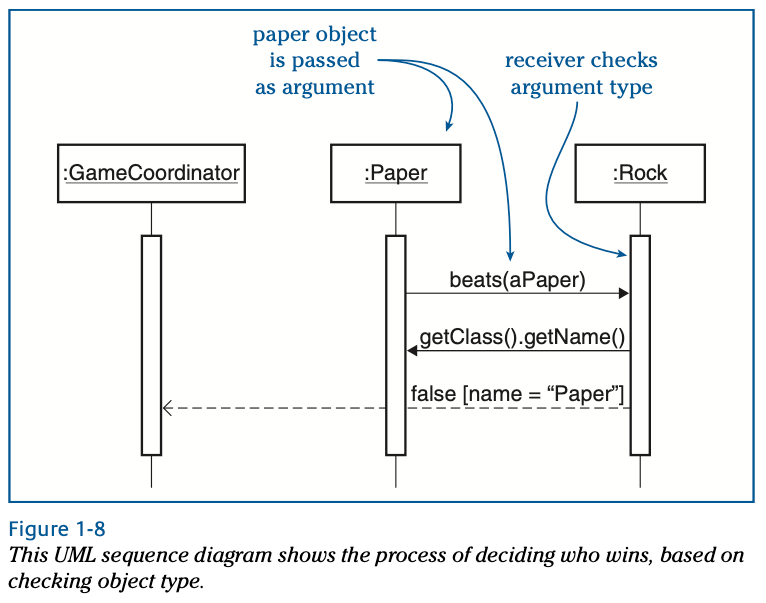 paper object
is passed
as argument
receiver checks
argument type
:GameCoordinator
:Paper
:Rock
beats(aPaper)
getClass().getName()
false [name = “Paper”]
Figure 1-8
This UML sequence diagram shows the process of deciding who wins, based on
checking object type.